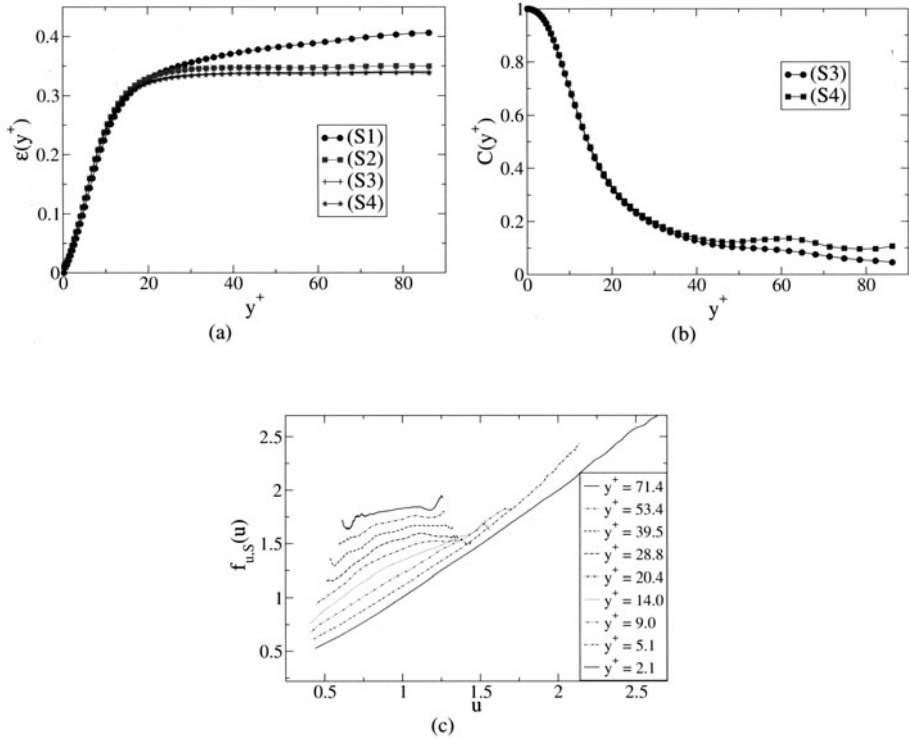 0.4
0.3
0.2
0.1
0
ε(y⁺)
(S1)
(S2)
(S3)
(S4)
0 20 40 60 80
y⁺
(a)
1
0.8
0.6
0.4
0.2
0
C(y⁺)
(S3)
(S4)
0 20 40 60 80
y⁺
(b)
2.5
2
1.5
1
0.5
f_{u,S}(u)
y⁺ = 71.4
y⁺ = 53.4
y⁺ = 39.5
y⁺ = 28.8
y⁺ = 20.4
y⁺ = 14.0
y⁺ = 9.0
y⁺ = 5.1
y⁺ = 2.1
0.5 1 1.5 2 2.5
u
(c)